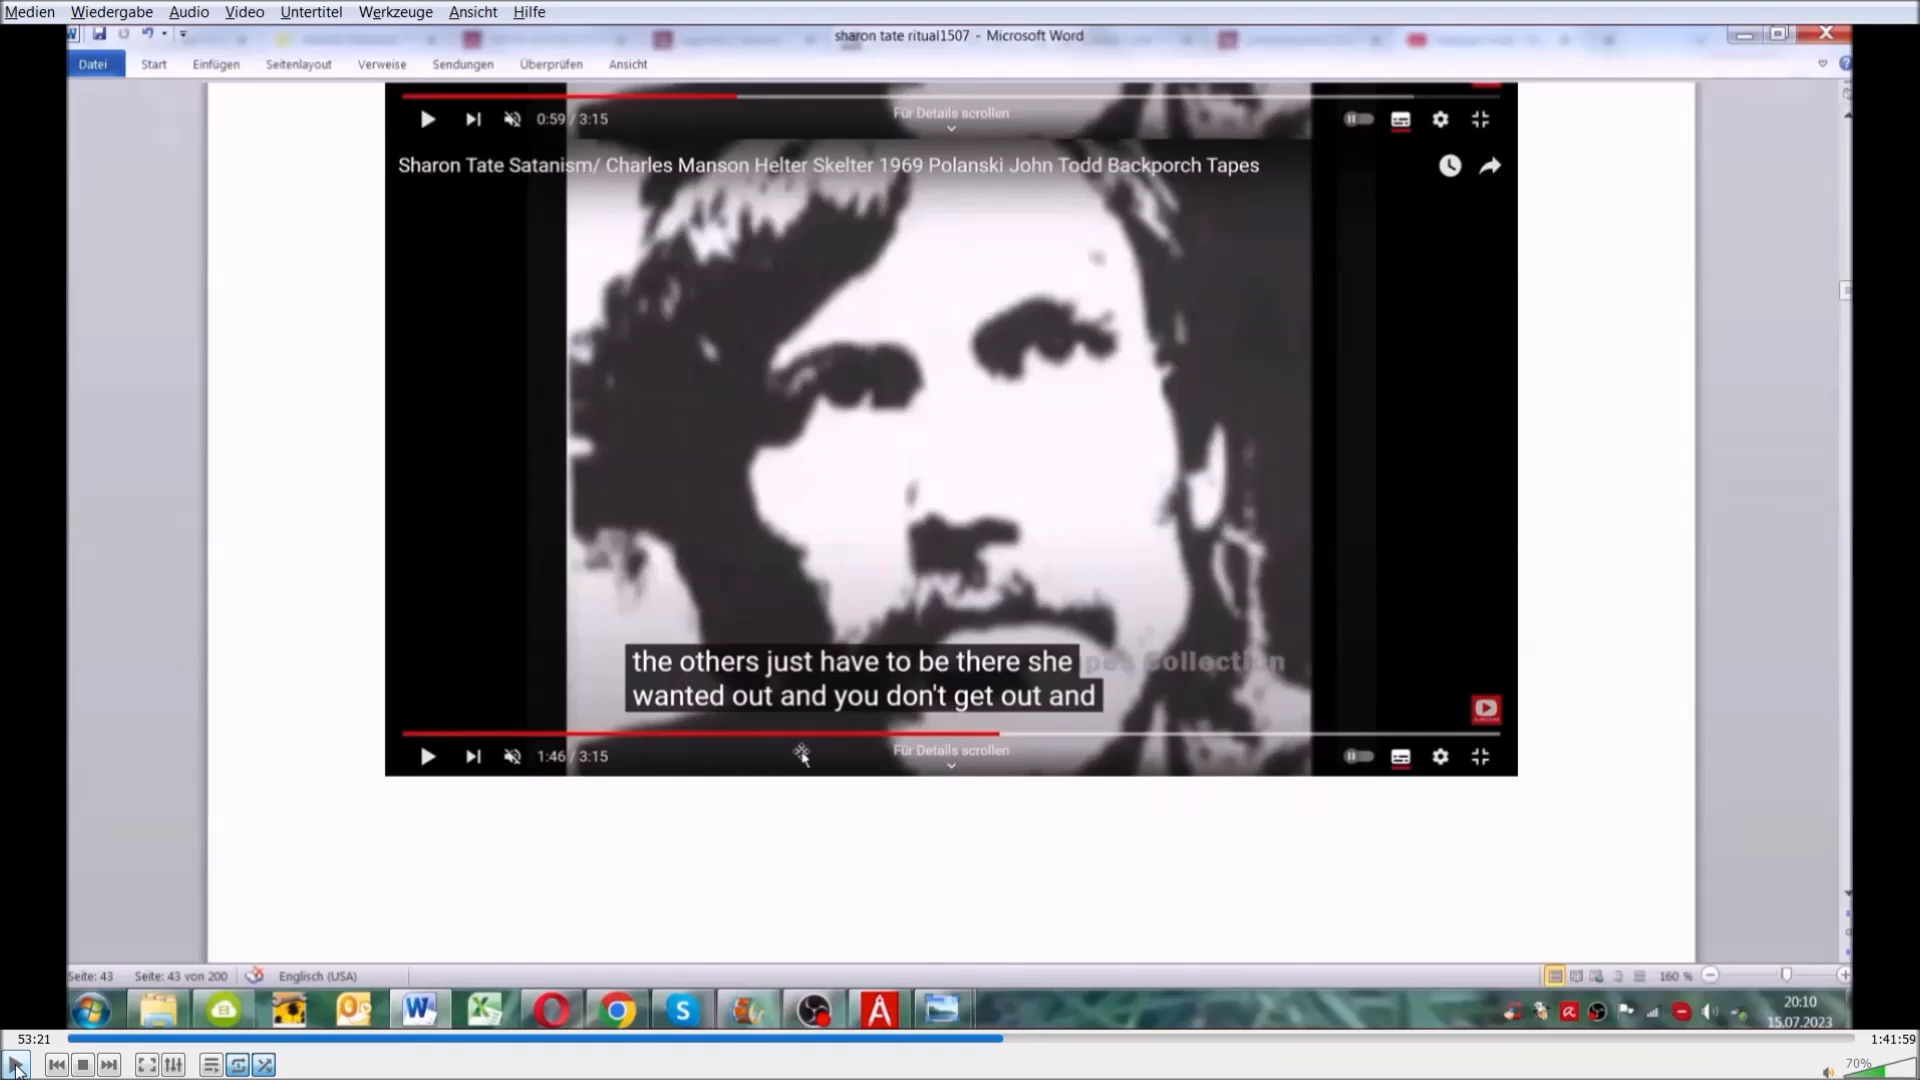 Medien Wiedergabe Audio Video Untertitel Werkzeuge Ansicht Hilfe
sharon tate ritual1507 - Microsoft Word
Datei Start Einfügen Seitenlayout Verweise Sendungen Überprüfen Ansicht
0:59 / 3:15
Für Details scrollen
Sharon Tate Satanism/ Charles Manson Helter Skelter 1969 Polanski John Todd Backporch Tapes
the others just have to be there she
Collection
wanted out and you don't get out and
1:46 / 3:15
Für Details scrollen
Seite: 43 Seite: 43 von 200 Englisch (USA)
160 %
20:10
15.07.2023
53:21
1:41:59
70%